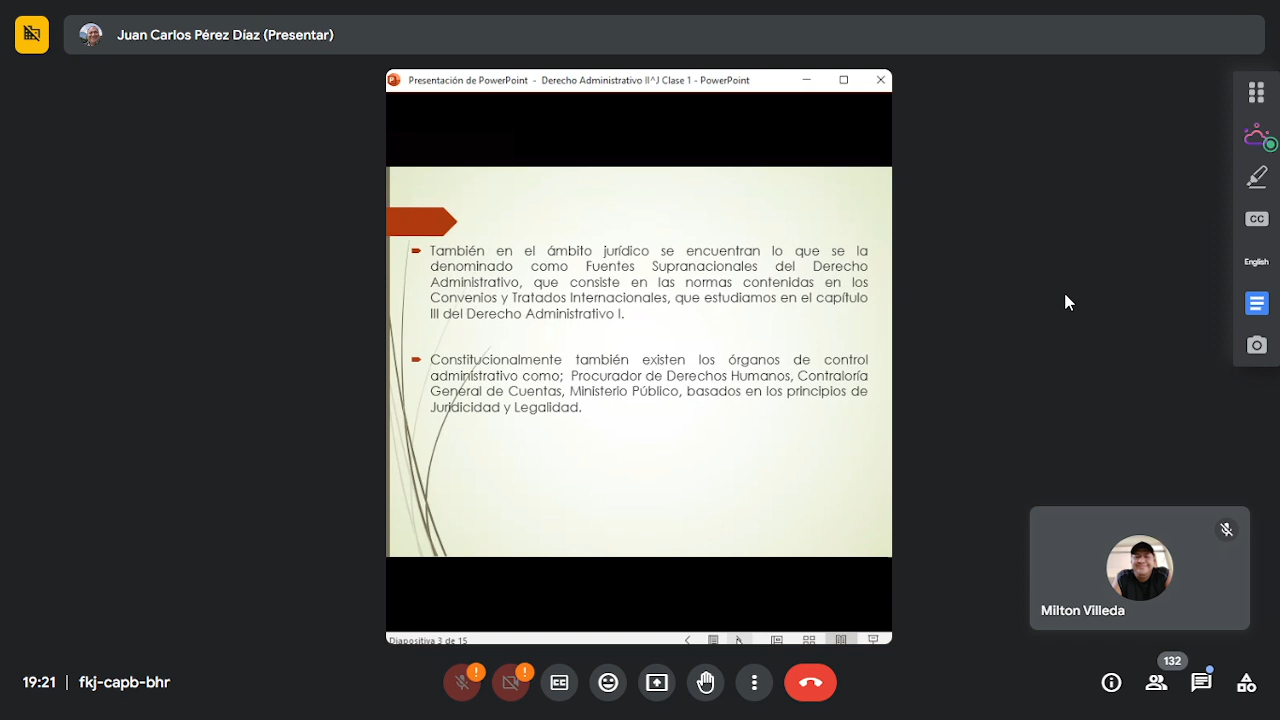 Juan Carlos Pérez Díaz (Presentar)
Presentación de PowerPoint - Derecho Administrativo II^J Clase 1 - PowerPoint
También en el ámbito jurídico se encuentran lo que se la
denominado como Fuentes Supranacionales del Derecho
Administrativo, que consiste en las normas contenidas en los
Convenios y Tratados Internacionales, que estudiamos en el capítulo
III del Derecho Administrativo I.
Constitucionalmente también existen los órganos de control
administrativo como; Procurador de Derechos Humanos, Contraloría
General de Cuentas, Ministerio Público, basados en los principios de
Juridicidad y Legalidad.
Diapositiva 3 de 15
CC
English
Milton Villeda
19:21 | fkj-capb-bhr
132